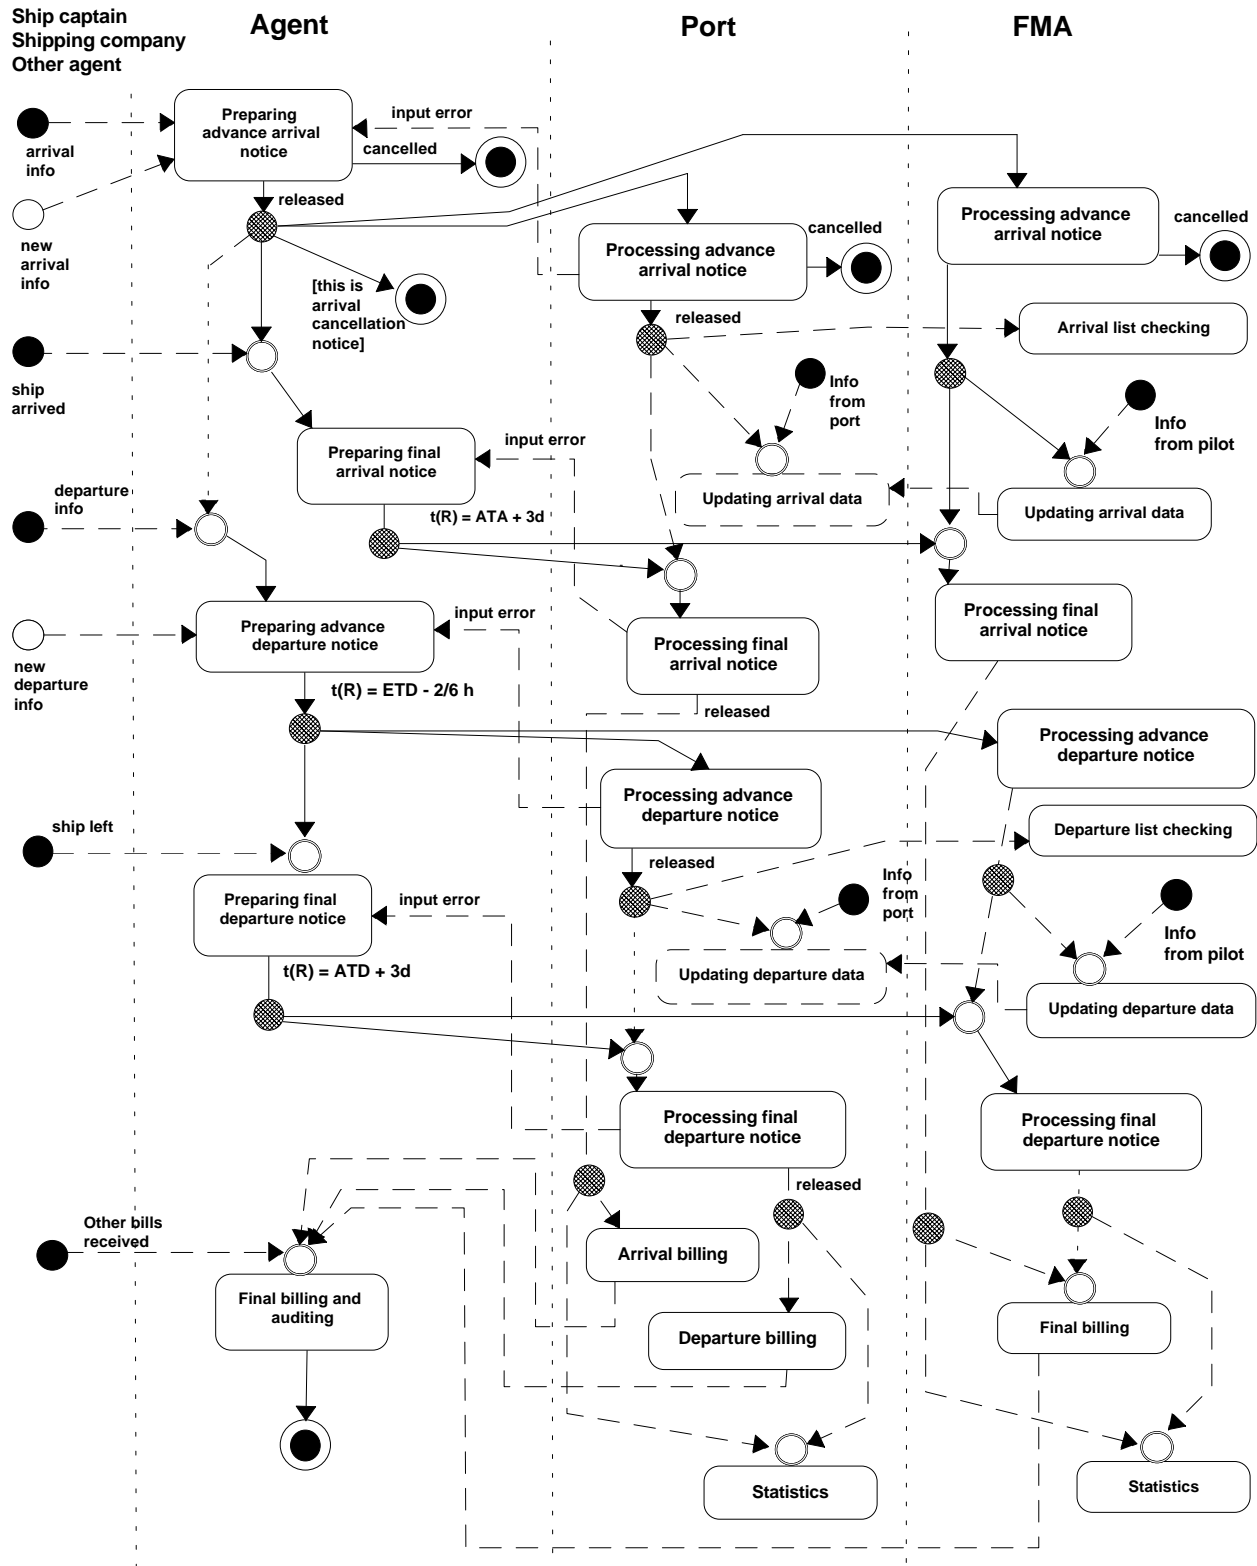 Ship captain
Shipping company
Other agent
Agent
Port
FMA
arrival
info
new
arrival
info
Preparing
advance arrival
notice
input error
cancelled
released
[this is
arrival
cancellation
notice]
Processing advance
arrival notice
cancelled
released
Processing advance
arrival notice
cancelled
Arrival list checking
ship
arrived
Info
from
port
Info
from pilot
Preparing final
arrival notice
input error
t(R) = ATA + 3d
Updating arrival data
Updating arrival data
departure
info
Preparing advance
departure notice
input error
t(R) = ETD - 2/6 h
new
departure
info
Processing final
arrival notice
released
Processing final
arrival notice
Processing advance
departure notice
Processing advance
departure notice
released
Departure list checking
ship left
Preparing final
departure notice
input error
t(R) = ATD + 3d
Info
from
port
Info
from pilot
Updating departure data
Updating departure data
Processing final
departure notice
released
Processing final
departure notice
Other bills
received
Final billing and
auditing
Arrival billing
Departure billing
Final billing
Statistics
Statistics